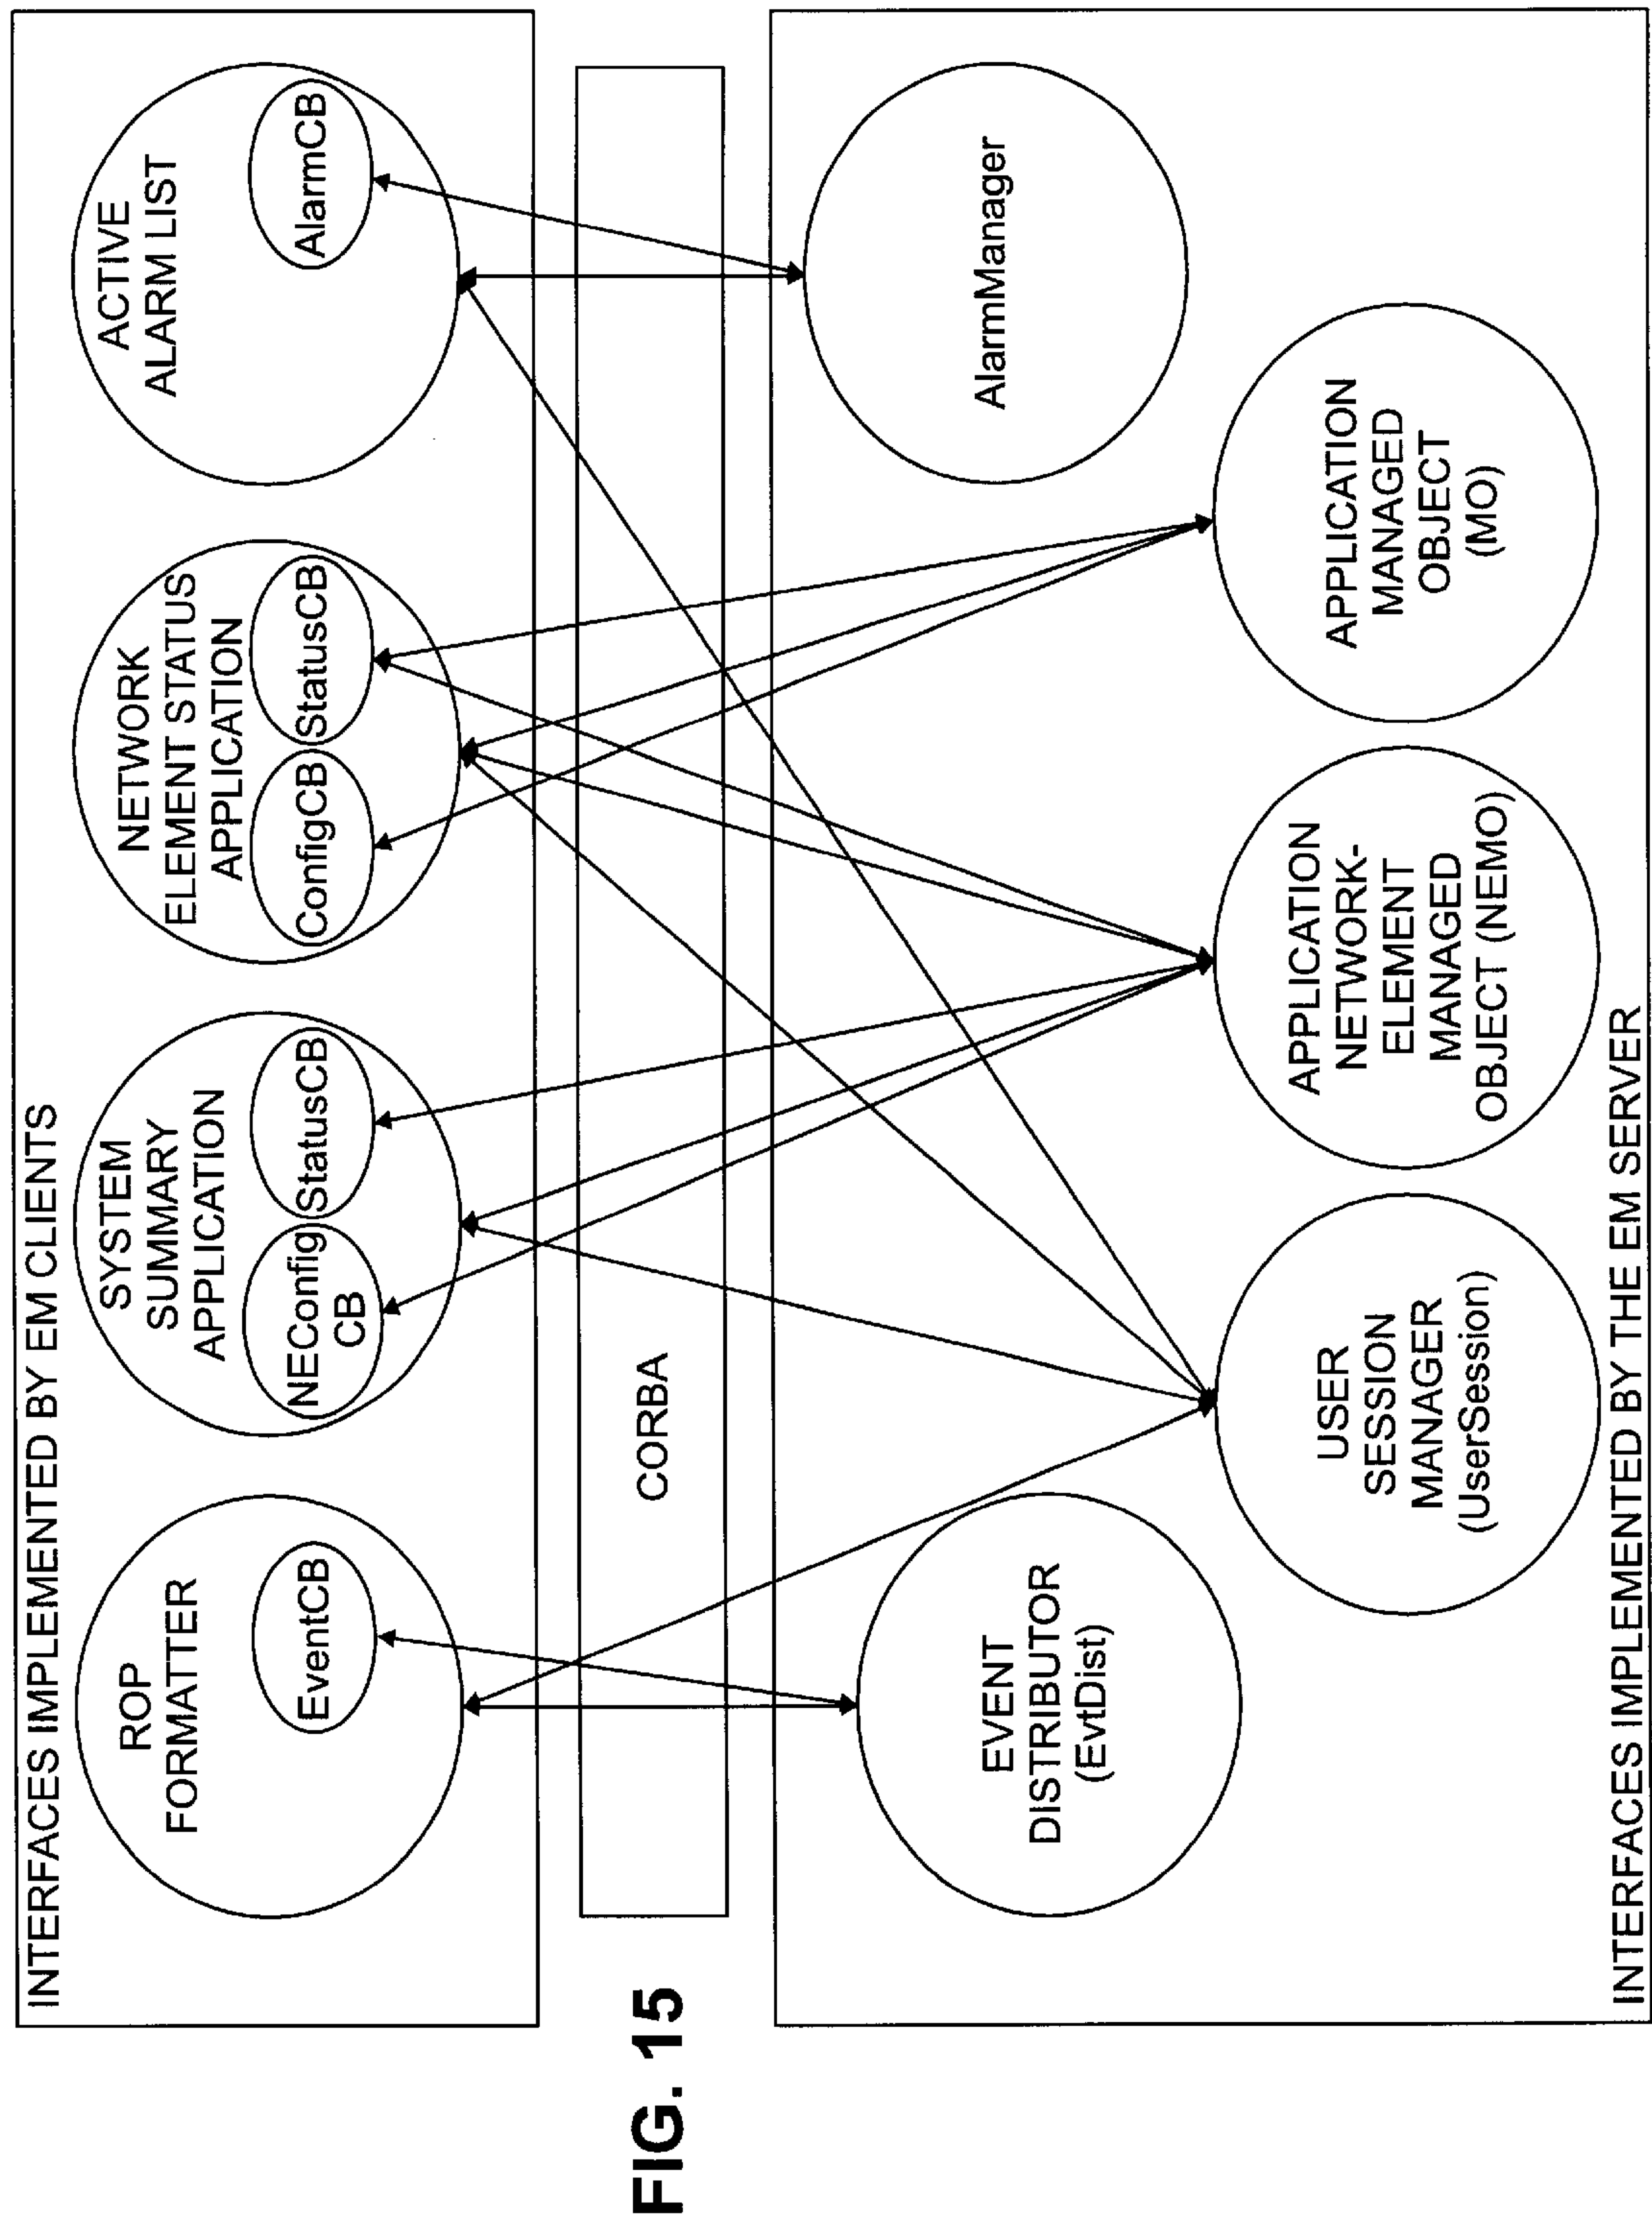 INTERFACES IMPLEMENTED BY EM CLIENTS
ROP
FORMATTER
EventCB
SYSTEM
SUMMARY
APPLICATION
NEConfig
CB
StatusCB
NETWORK
ELEMENT STATUS
APPLICATION
ConfigCB
StatusCB
ACTIVE
ALARM LIST
AlarmCB
CORBA
EVENT
DISTRIBUTOR
(EvtDist)
USER
SESSION
MANAGER
(UserSession)
APPLICATION
NETWORK-
ELEMENT
MANAGED
OBJECT (NEMO)
APPLICATION
MANAGED
OBJECT
(MO)
AlarmManager
INTERFACES IMPLEMENTED BY THE EM SERVER
FIG. 15